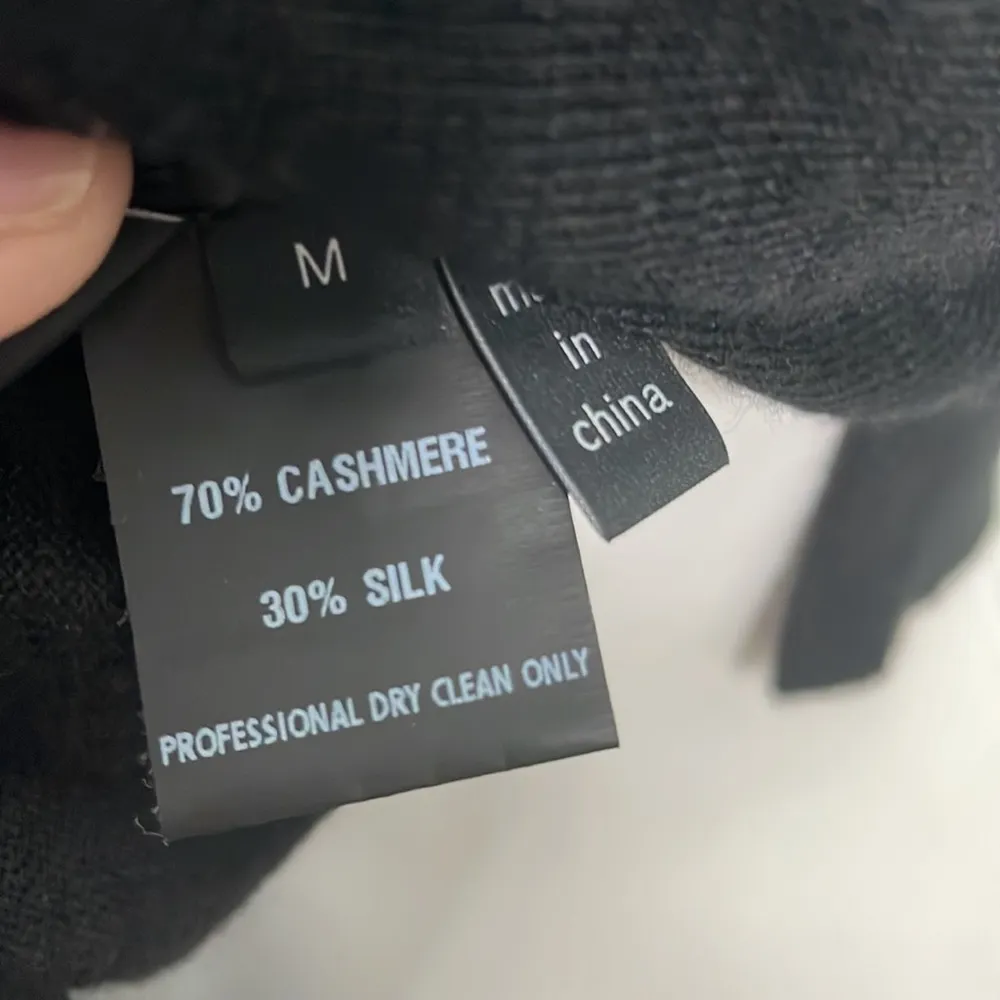 M
in
china
70% CASHMERE
30% SILK
PROFESSIONAL DRY CLEAN ONLY